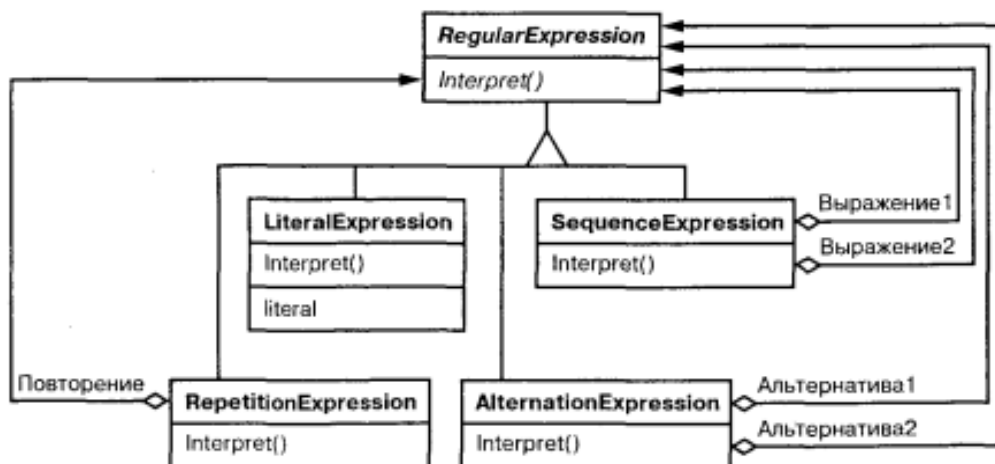 RegularExpression
Interpret()
LiteralExpression
Interpret()
literal
SequenceExpression
Interpret()
Выражение1
Выражение2
Повторение
RepetitionExpression
Interpret()
AlternationExpression
Interpret()
Альтернатива1
Альтернатива2